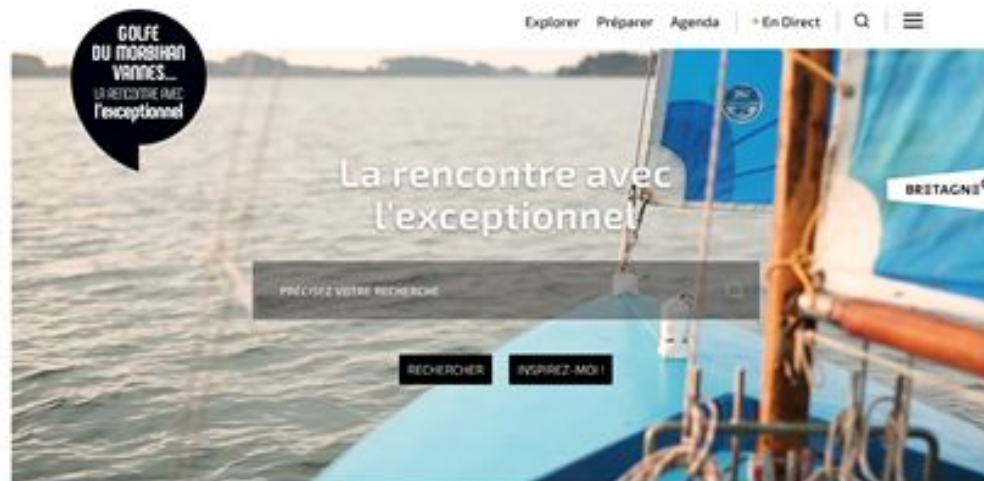 GOLFE
DU MORBIHAN
VANNES...
LA RENCONTRE AVEC
l'exceptionnel
Explorer Préparer Agenda + En Direct
La rencontre avec
l'exceptionnel
BRETAGNE
PRÉCISEZ VOTRE RECHERCHE
RECHERCHER INSPIREZ-MOI !